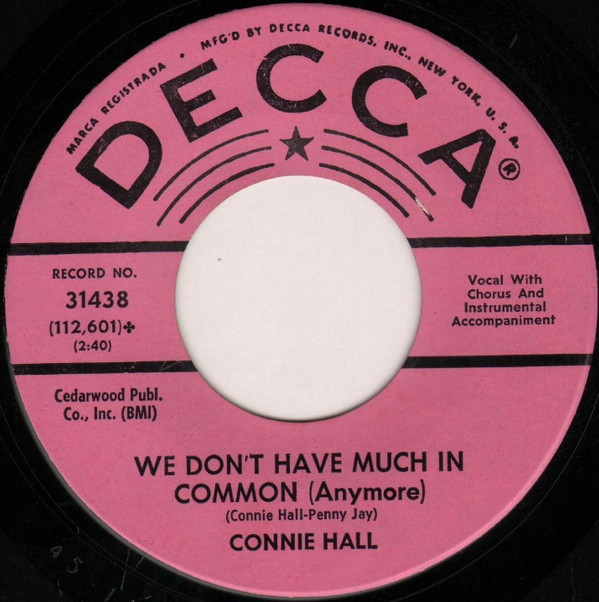 MARCA REGISTRADA • MFG'D BY DECCA RECORDS, INC., NEW YORK, U. S. A.
DECCA®
RECORD NO.
31438
(112,601)✤
(2:40)
Vocal With
Chorus And
Instrumental
Accompaniment
Cedarwood Publ.
Co., Inc. (BMI)
WE DON'T HAVE MUCH IN
COMMON (Anymore)
(Connie Hall-Penny Jay)
CONNIE HALL
45